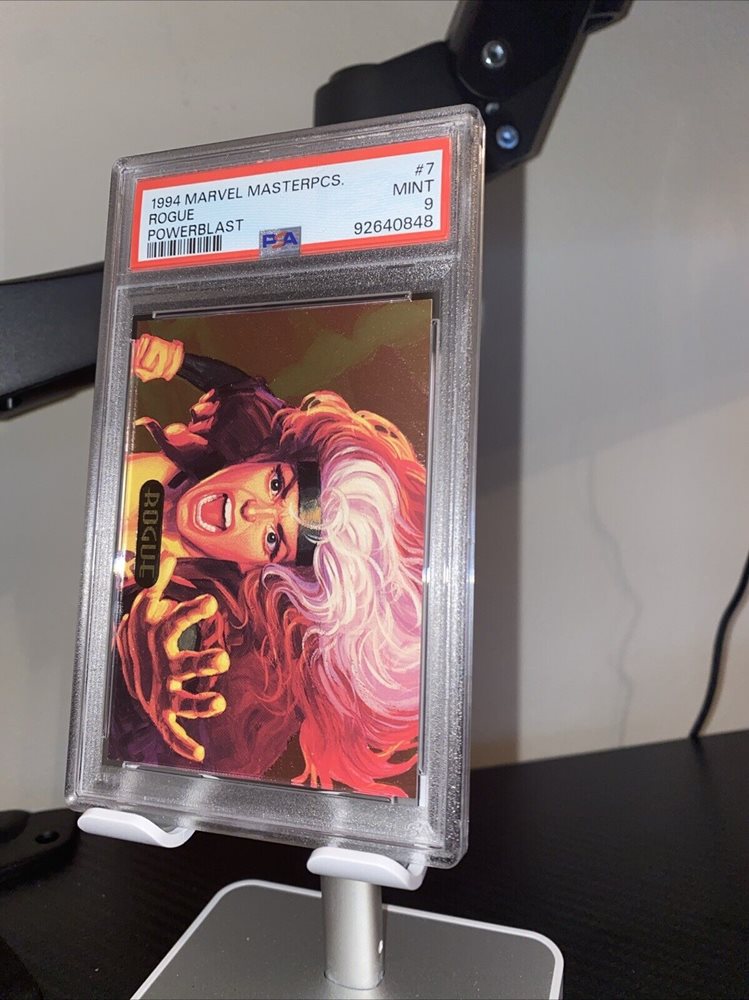 1994 MARVEL MASTERPCS. #7
ROGUE MINT
POWERBLAST 9
PSA 92640848
ROGUE